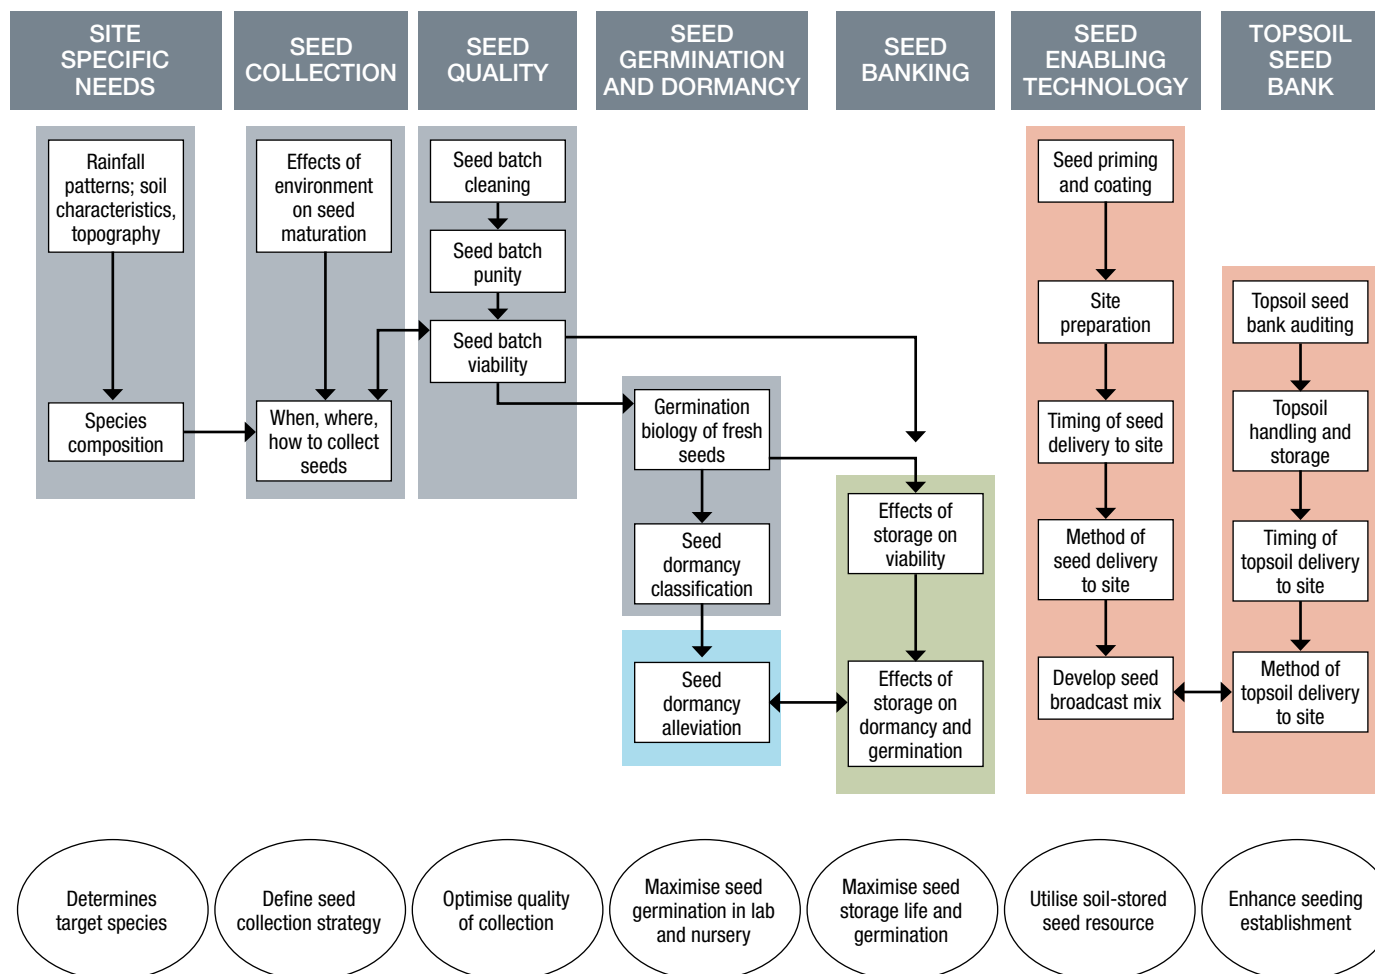 SITE
SPECIFIC
NEEDS
SEED
COLLECTION
SEED
QUALITY
SEED
GERMINATION
AND DORMANCY
SEED
BANKING
SEED
ENABLING
TECHNOLOGY
TOPSOIL
SEED
BANK
Rainfall
patterns; soil
characteristics,
topography
Species
composition
Effects of
environment
on seed
maturation
When, where,
how to collect
seeds
Seed batch
cleaning
Seed batch
punity
Seed batch
viability
Germination
biology of fresh
seeds
Seed
dormancy
classification
Seed
dormancy
alleviation
Effects of
storage on
viability
Effects of
storage on
dormancy and
germination
Seed priming
and coating
Site
preparation
Timing of seed
delivery to site
Method of
seed delivery
to site
Develop seed
broadcast mix
Topsoil seed
bank auditing
Topsoil
handling and
storage
Timing of
topsoil delivery
to site
Method of
topsoil delivery
to site
Determines
target species
Define seed
collection strategy
Optimise quality
of collection
Maximise seed
germination in lab
and nursery
Maximise seed
storage life and
germination
Utilise soil-stored
seed resource
Enhance seeding
establishment